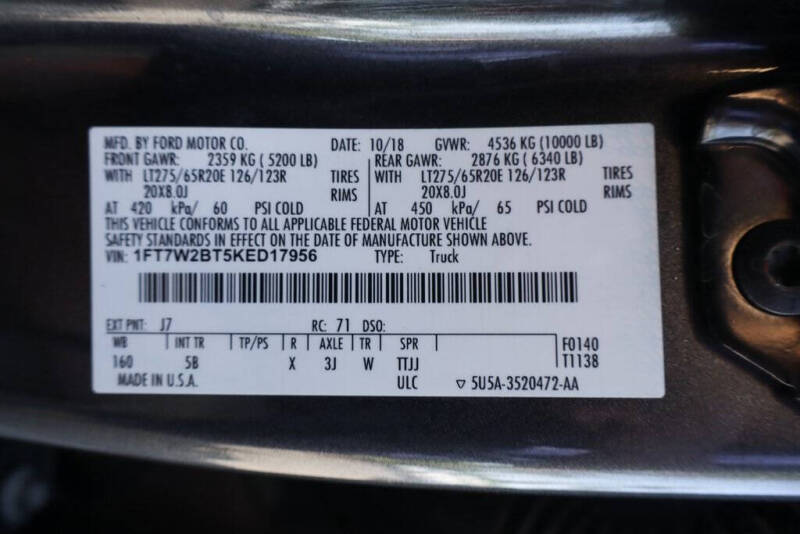 MFD. BY FORD MOTOR CO. DATE: 10/18 GVWR: 4536 KG (10000 LB)
FRONT GAWR: 2359 KG ( 5200 LB) REAR GAWR: 2876 KG ( 6340 LB)
WITH LT275/65R20E 126/123R TIRES WITH LT275/65R20E 126/123R TIRES
20X8.0J RIMS 20X8.0J RIMS
AT 420 kPa/ 60 PSI COLD AT 450 kPa/ 65 PSI COLD
THIS VEHICLE CONFORMS TO ALL APPLICABLE FEDERAL MOTOR VEHICLE
SAFETY STANDARDS IN EFFECT ON THE DATE OF MANUFACTURE SHOWN ABOVE.
VIN: 1FT7W2BT5KED17956 TYPE: Truck
EXT PNT: J7 RC: 71 DSO:
WB INT TR TP/PS R AXLE TR SPR F0140
160 5B X 3J W TTJJ T1138
MADE IN U.S.A. ULC ▽ 5U5A-3520472-AA